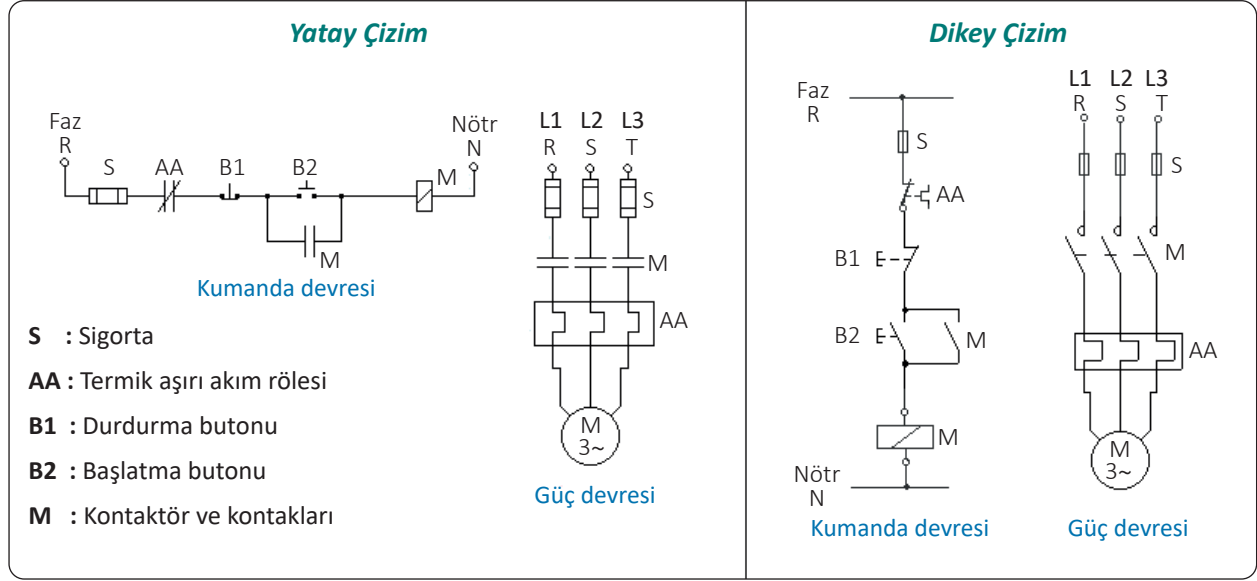 Yatay Çizim
Faz
R
S
AA
B1
B2
M
Nötr
N
M
Kumanda devresi
L1 L2 L3
R S T
S
M
AA
M
3~
Güç devresi
S : Sigorta
AA : Termik aşırı akım rölesi
B1 : Durdurma butonu
B2 : Başlatma butonu
M : Kontaktör ve kontakları
Dikey Çizim
Faz
R
S
AA
B1
B2
M
M
Nötr
N
Kumanda devresi
L1 L2 L3
R S T
S
M
AA
M
3~
Güç devresi